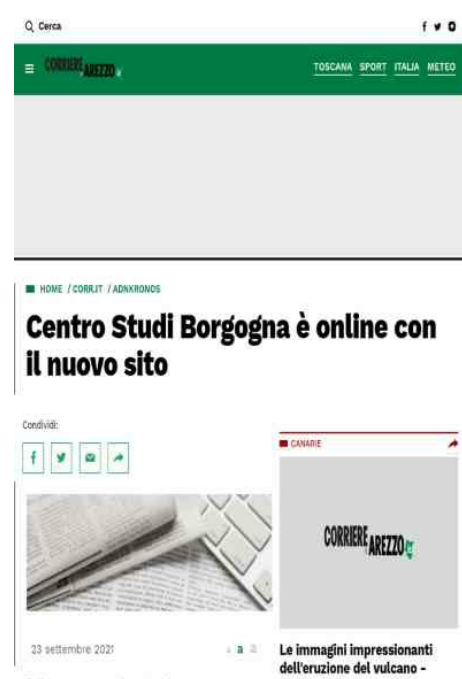 Cerca
CORRIERE AREZZO
TOSCANA SPORT ITALIA METEO
HOME / CORR.IT / ADNKRONOS
Centro Studi Borgogna è online con
il nuovo sito
Condividi:
CANARIE
CORRIERE AREZZO
23 settembre 2021
a a a
Le immagini impressionanti
dell'eruzione del vulcano –